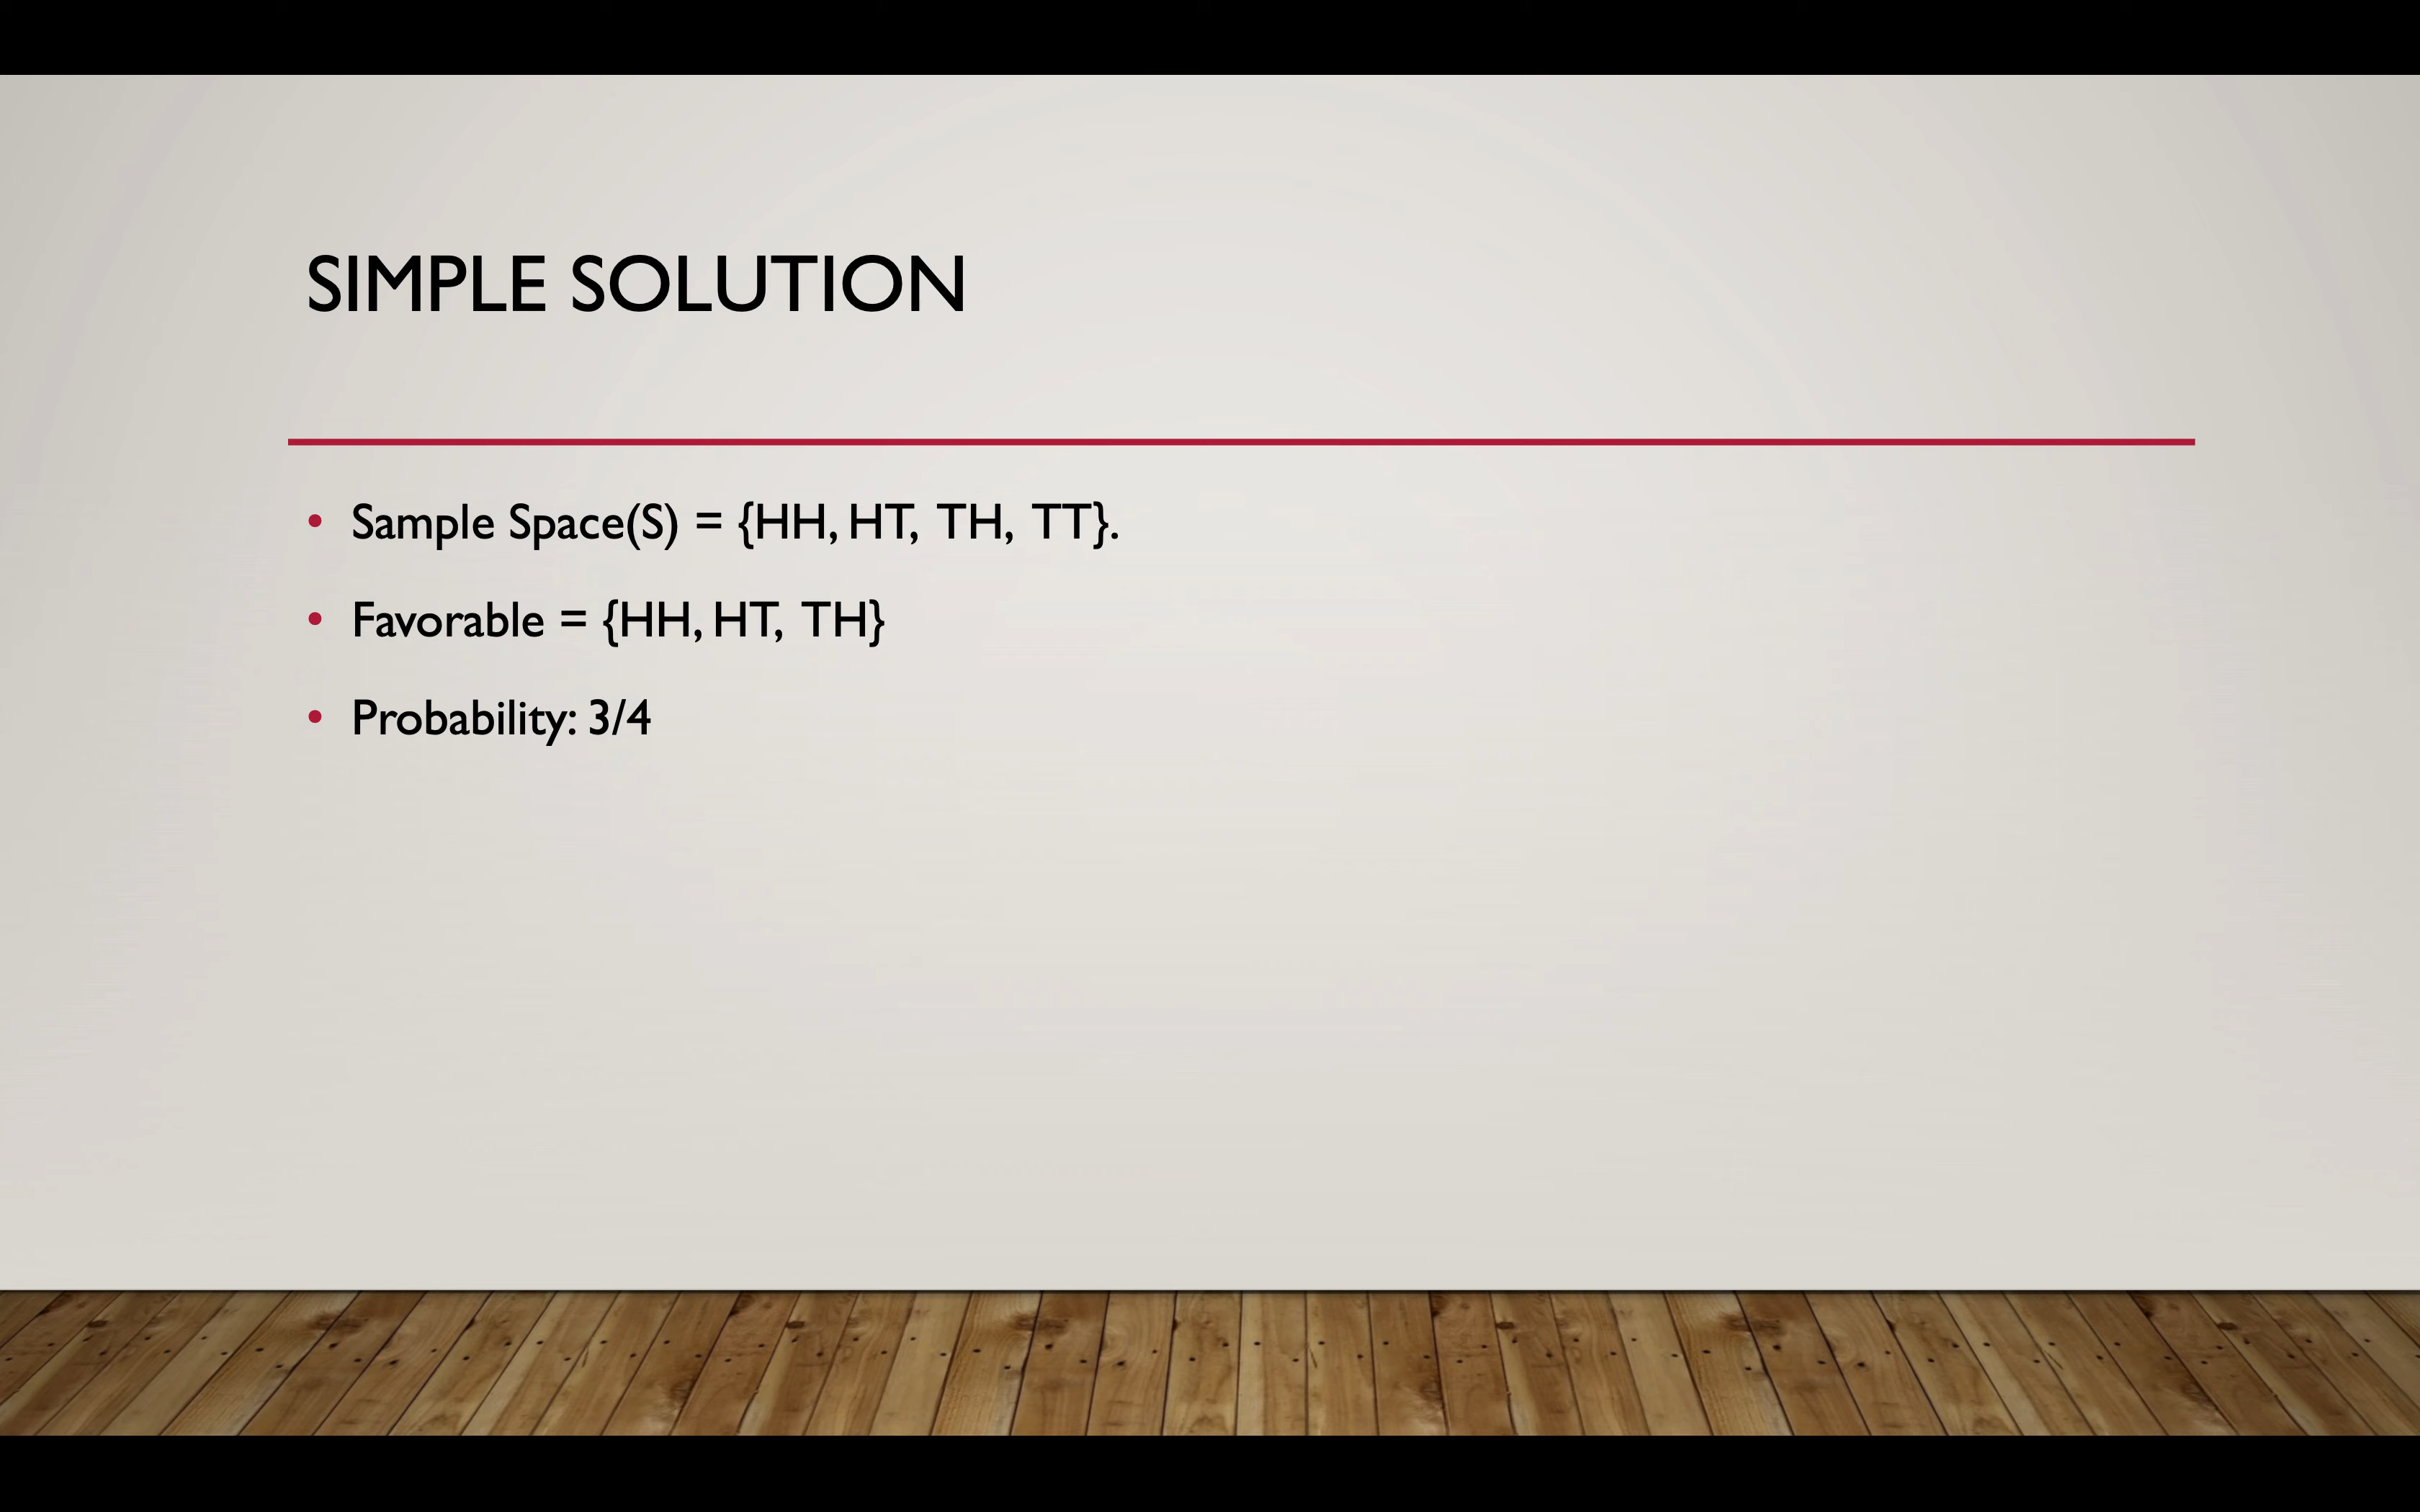 SIMPLE SOLUTION
• Sample Space(S) = {HH, HT, TH, TT}.
• Favorable = {HH, HT, TH}
• Probability: 3/4